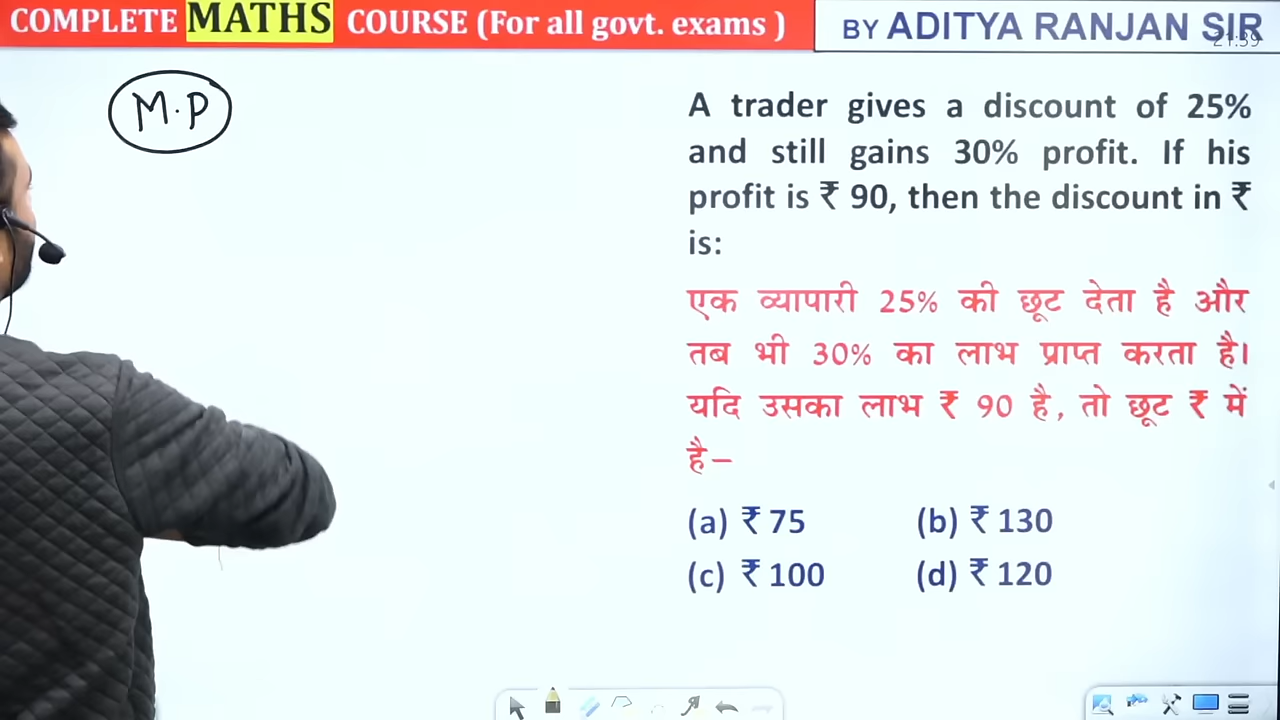 COMPLETE MATHS COURSE (For all govt. exams )
BY ADITYA RANJAN SIR
21:39
M.P
A trader gives a discount of 25%
and still gains 30% profit. If his
profit is ₹ 90, then the discount in ₹
is:
एक व्यापारी 25% की छूट देता है और
तब भी 30% का लाभ प्राप्त करता है।
यदि उसका लाभ ₹ 90 है, तो छूट ₹ में
है–
(a) ₹ 75 (b) ₹ 130
(c) ₹ 100 (d) ₹ 120